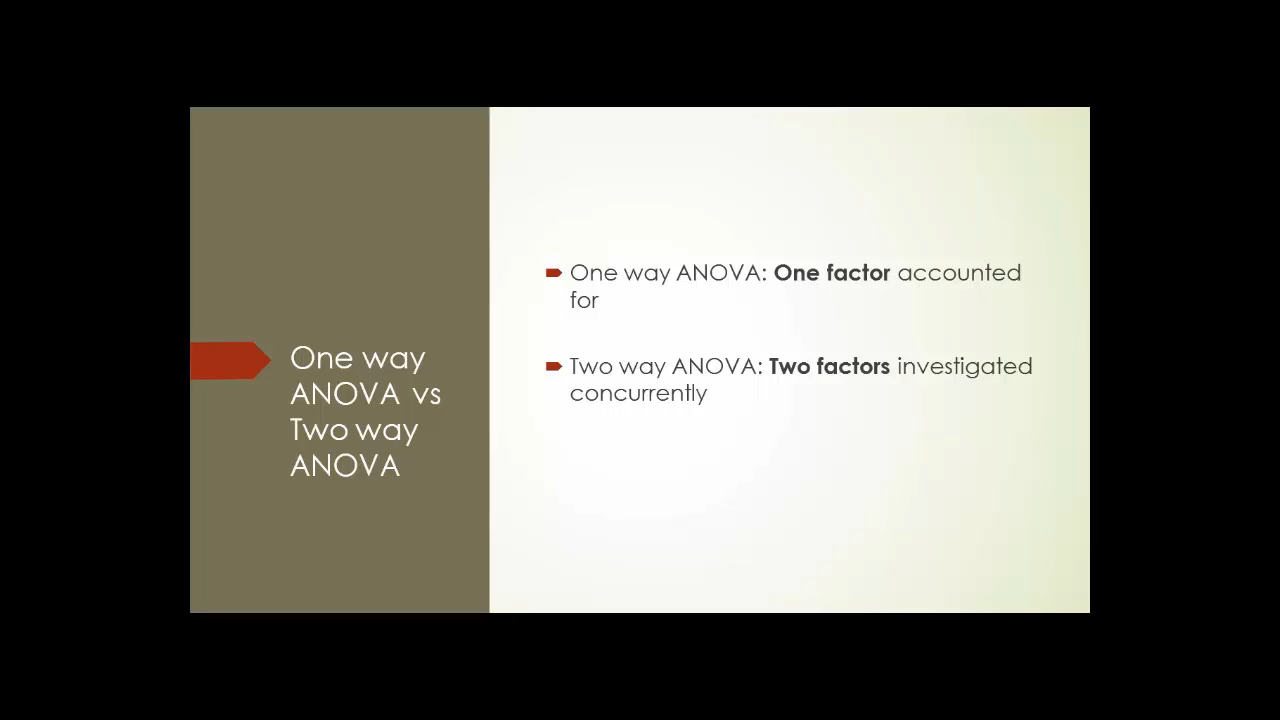 One way
ANOVA vs
Two way
ANOVA
One way ANOVA: One factor accounted
for
Two way ANOVA: Two factors investigated
concurrently